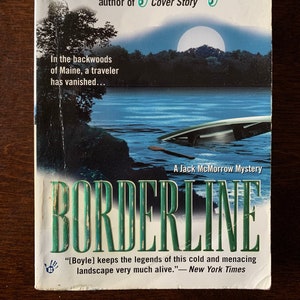 author of Cover Story
In the backwoods
of Maine, a traveler
has vanished...
A Jack McMorrow Mystery
BORDERLINE
“[Boyle] keeps the legends of this cold and menacing
landscape very much alive.”— New York Times